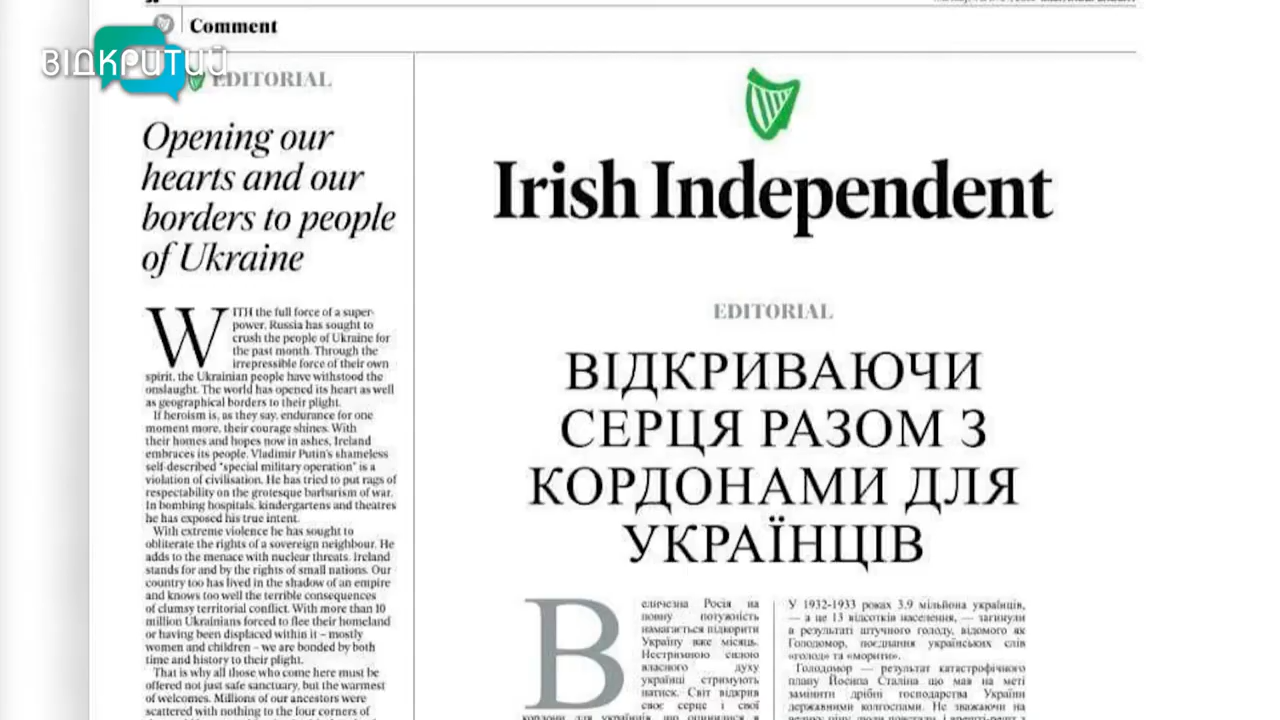 Comment
ВІДКРИТИЙ
EDITORIAL
Opening our
hearts and our
borders to people
of Ukraine
WITH the full force of a super-
power, Russia has sought to
crush the people of Ukraine for
the past month. Through the
irrepressible force of their own
spirit, the Ukrainian people have withstood the
onslaught. The world has opened its heart as well
as geographical borders to their plight.
If heroism is, as they say, endurance for one
moment more, their courage shines. With
their homes and hopes now in ashes, Ireland
embraces its people. Vladimir Putin's shameless
self-described "special military operation" is a
violation of civilisation. He has tried to put rags of
respectability on the grotesque barbarism of war.
In bombing hospitals, kindergartens and theatres
he has exposed his true intent.
With extreme violence he has sought to
obliterate the rights of a sovereign neighbour. He
adds to the menace with nuclear threats. Ireland
stands for and by the rights of small nations. Our
country too has lived in the shadow of an empire
and knows too well the terrible consequences
of clumsy territorial conflict. With more than 10
million Ukrainians forced to flee their homeland
or having been displaced within it – mostly
women and children – we are bonded by both
time and history to their plight.
That is why all those who come here must be
offered not just safe sanctuary, but the warmest
of welcomes. Millions of our ancestors were
scattered with nothing to the four corners of
Irish Independent
EDITORIAL
ВІДКРИВАЮЧИ
СЕРЦЯ РАЗОМ З
КОРДОНАМИ ДЛЯ
УКРАЇНЦІВ
Величезна Росія на
повну потужність
намагається підкорити
Україну вже місяць.
Нестримною силою
власного духу
українці стримують
натиск. Світ відкрив
своє серце і свої
кордони для українців, що опинилися в
У 1932-1933 роках 3.9 мільйона українців,
— а це 13 відсотків населення, — загинули
в результаті штучного голоду, відомого як
Голодомор, поєднання українських слів
«голод» та «морити».
Голодомор — результат катастрофічного
плану Йосипа Сталіна що мав на меті
замінити дрібні господарства України
державними колгоспами. Не зважаючи на